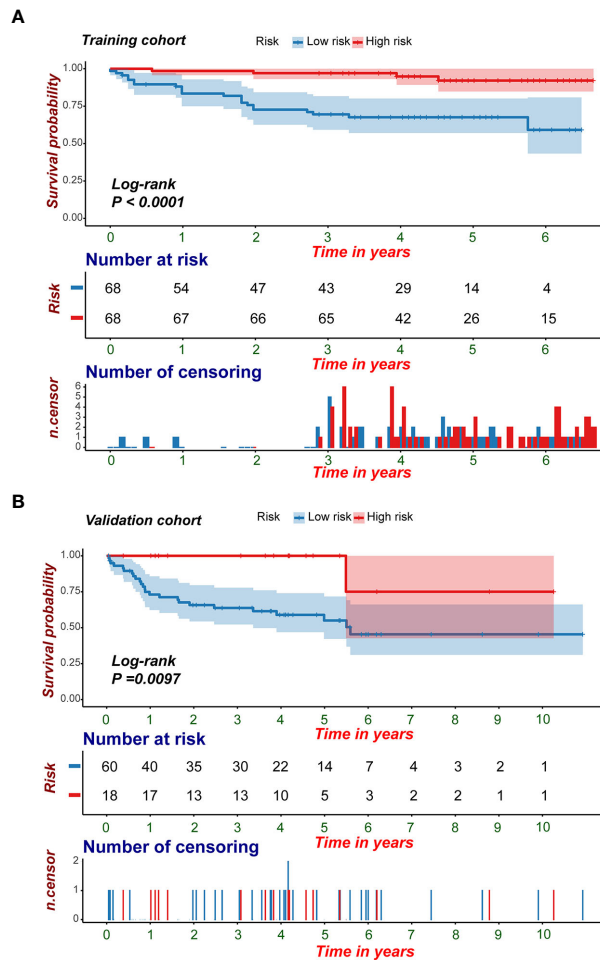 A
Training cohort
Risk Low risk High risk
Survival probability
1.00
0.75
0.50
0.25
0.00
Log-rank
P < 0.0001
0 1 2 3 4 5 6
Time in years
Number at risk
Risk
68 54 47 43 29 14 4
68 67 66 65 42 26 15
0 1 2 3 4 5 6
Time in years
Number of censoring
n.censor
6
5
4
3
2
1
0
0 1 2 3 4 5 6
Time in years
B
Validation cohort
Risk Low risk High risk
Survival probability
1.00
0.75
0.50
0.25
0.00
Log-rank
P =0.0097
0 1 2 3 4 5 6 7 8 9 10
Time in years
Number at risk
Risk
60 40 35 30 22 14 7 4 3 2 1
18 17 13 13 10 5 3 2 2 1 1
0 1 2 3 4 5 6 7 8 9 10
Time in years
Number of censoring
n.censor
2
1
0
0 1 2 3 4 5 6 7 8 9 10
Time in years